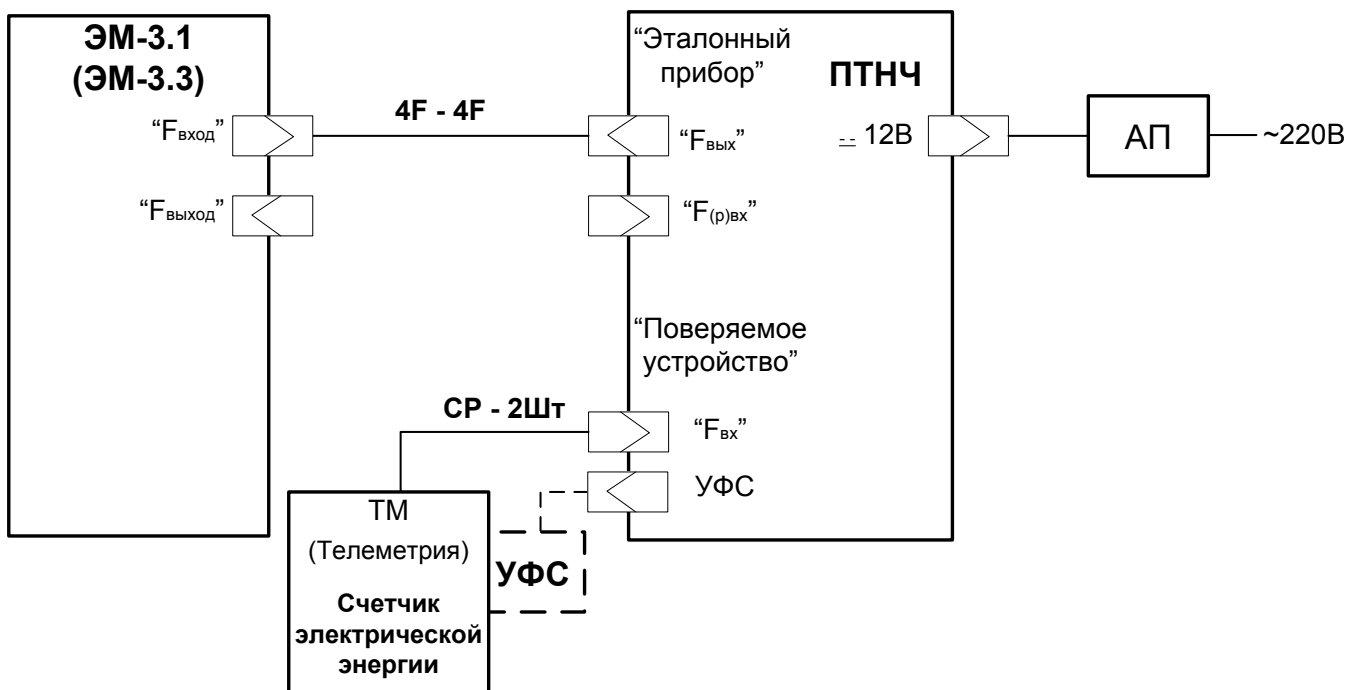 ЭМ-3.1
(ЭМ-3.3)
“Fвход”
“Fвыход”
4F - 4F
“Эталонный
прибор”
ПТНЧ
“Fвых”
-- 12В
“F(р)вх”
АП
~220В
“Поверяемое
устройство”
СР - 2Шт
“Fвх”
УФС
ТМ
(Телеметрия)
УФС
Счетчик
электрической
энергии